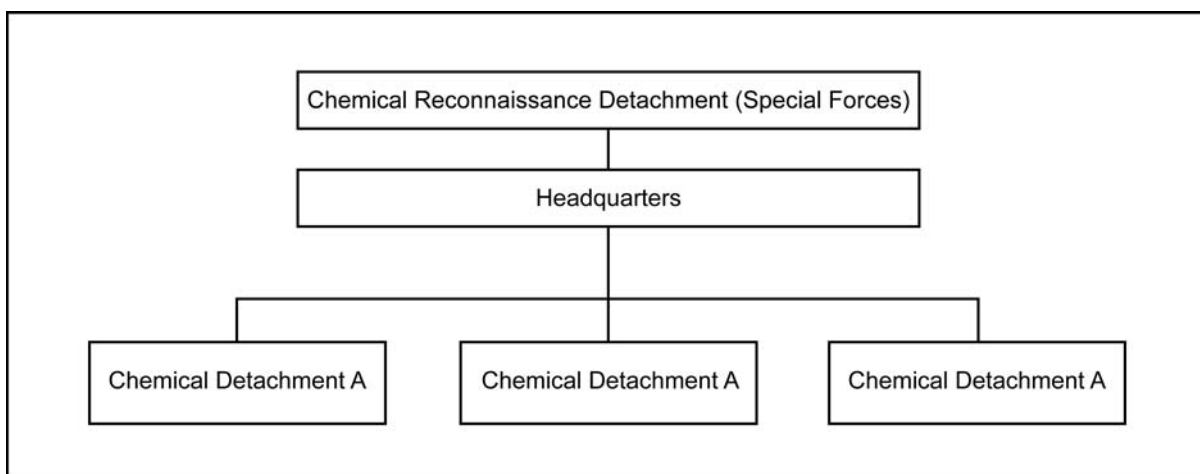 Chemical Reconnaissance Detachment (Special Forces)
Headquarters
Chemical Detachment A
Chemical Detachment A
Chemical Detachment A